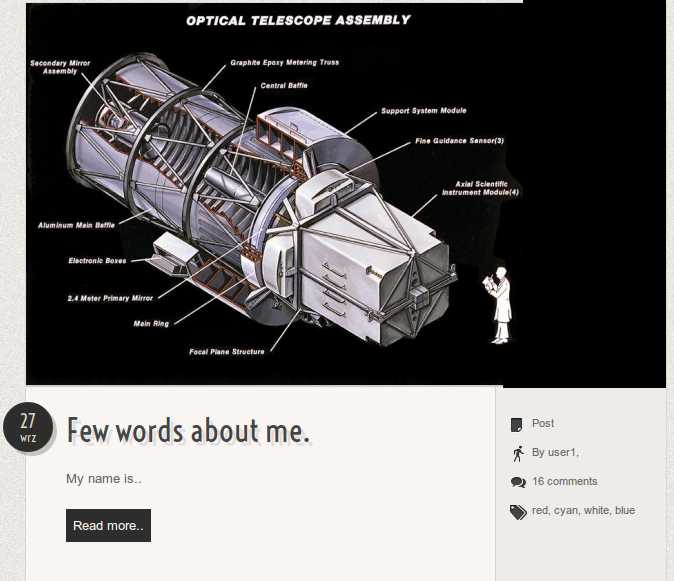 OPTICAL TELESCOPE ASSEMBLY
Secondary Mirror
Assembly
Graphite Epoxy Metering Truss
Central Baffle
Support System Module
Fine Guidance Sensor(3)
Axial Scientific
Instrument Module(4)
Aluminum Main Baffle
Electronic Boxes
2.4 Meter Primary Mirror
Main Ring
Focal Plane Structure
27
wrz
Few words about me.
My name is..
Read more..
Post
By user1,
16 comments
red, cyan, white, blue